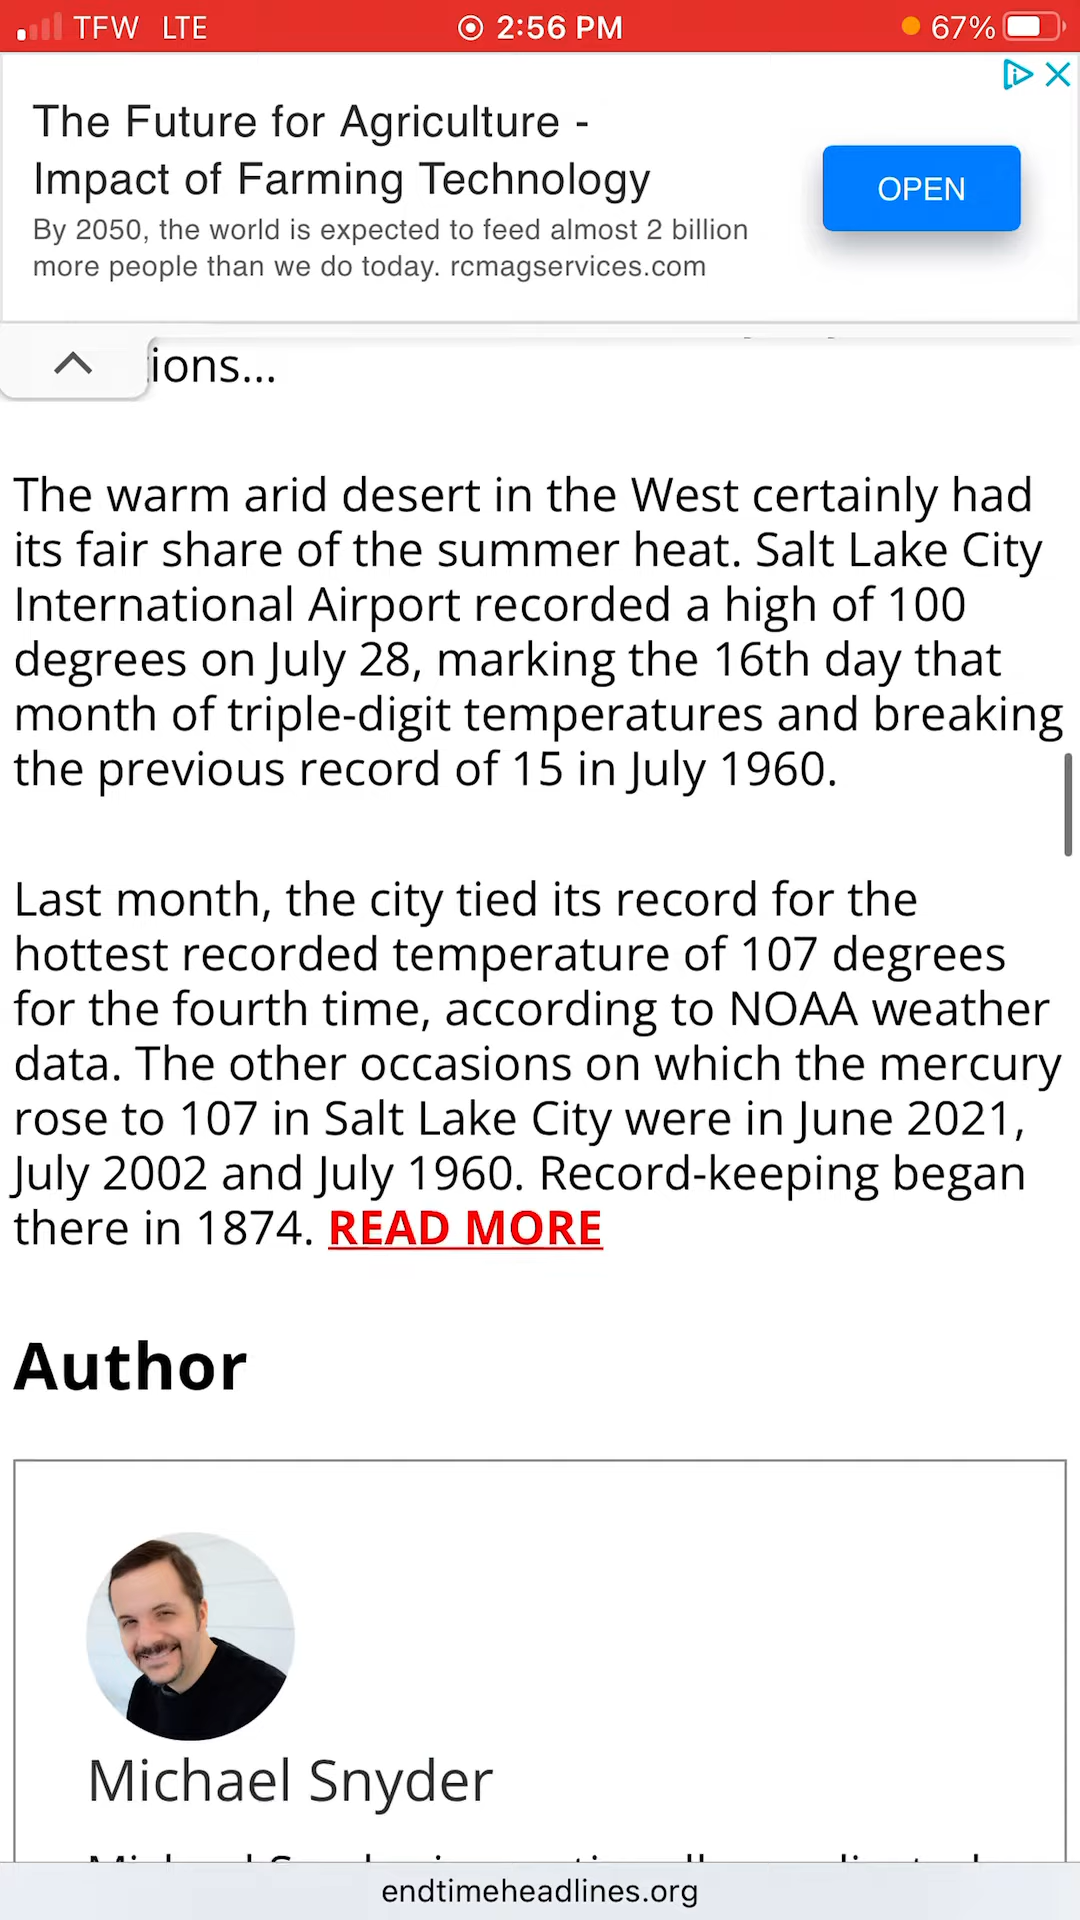 TFW LTE 2:56 PM 67%
The Future for Agriculture -
Impact of Farming Technology
By 2050, the world is expected to feed almost 2 billion
more people than we do today. rcmagservices.com
OPEN
ions...
The warm arid desert in the West certainly had
its fair share of the summer heat. Salt Lake City
International Airport recorded a high of 100
degrees on July 28, marking the 16th day that
month of triple-digit temperatures and breaking
the previous record of 15 in July 1960.
Last month, the city tied its record for the
hottest recorded temperature of 107 degrees
for the fourth time, according to NOAA weather
data. The other occasions on which the mercury
rose to 107 in Salt Lake City were in June 2021,
July 2002 and July 1960. Record-keeping began
there in 1874. READ MORE
Author
Michael Snyder
endtimeheadlines.org